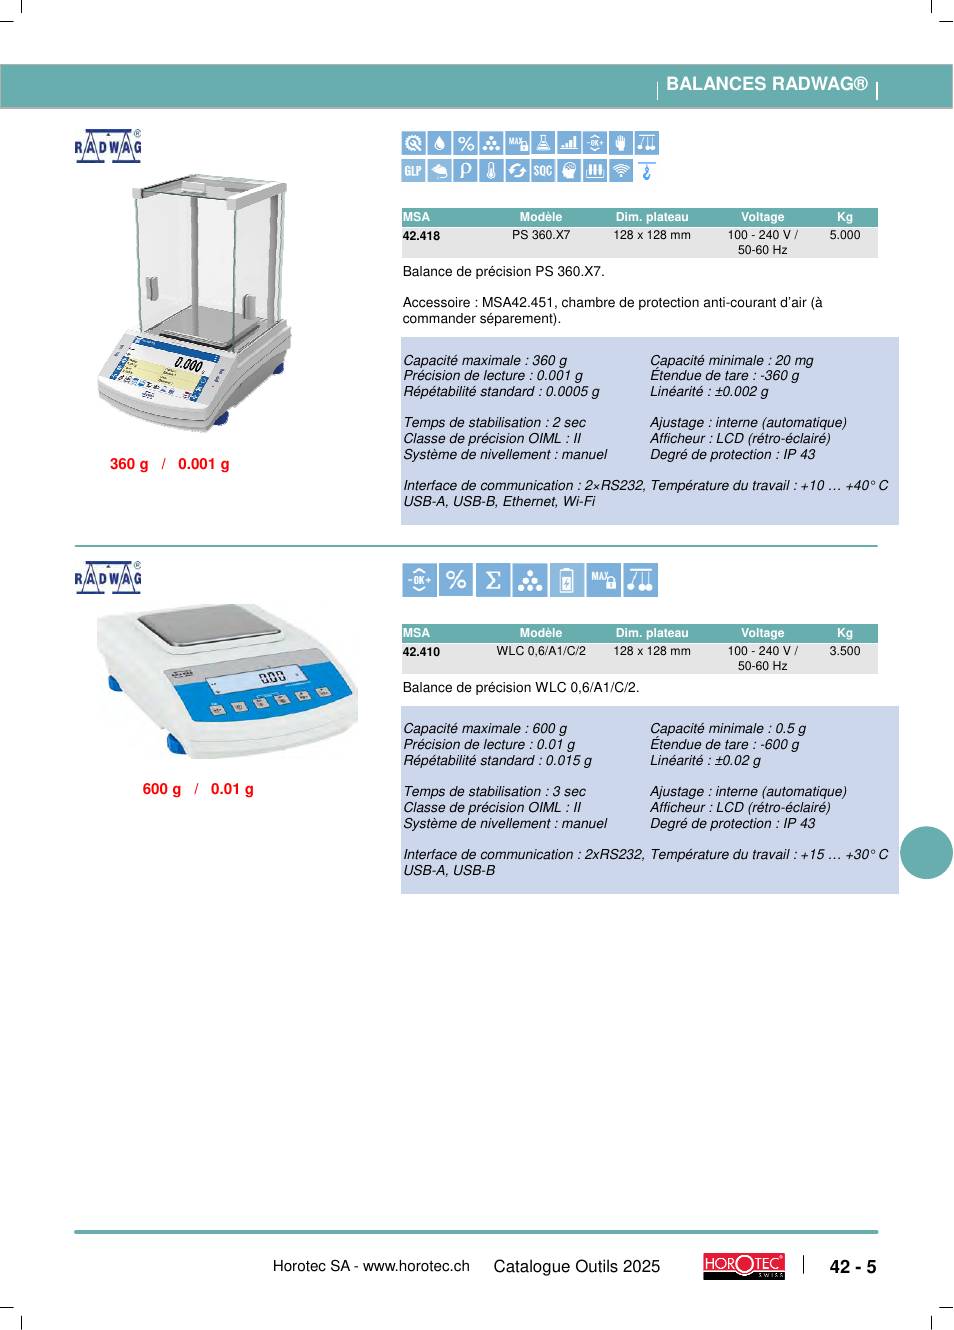 BALANCES RADWAG®
RADWAG®
MAX
-OK+
GLP
SQC
MSA Modèle Dim. plateau Voltage Kg
42.418 PS 360.X7 128 x 128 mm 100 - 240 V / 5.000
50-60 Hz
Balance de précision PS 360.X7.
Accessoire : MSA42.451, chambre de protection anti-courant d’air (à
commander séparement).
0.000
360 g / 0.001 g
Capacité maximale : 360 g Capacité minimale : 20 mg
Précision de lecture : 0.001 g Étendue de tare : -360 g
Répétabilité standard : 0.0005 g Linéarité : ±0.002 g
Temps de stabilisation : 2 sec Ajustage : interne (automatique)
Classe de précision OIML : II Afficheur : LCD (rétro-éclairé)
Système de nivellement : manuel Degré de protection : IP 43
Interface de communication : 2×RS232, Température du travail : +10 … +40° C
USB-A, USB-B, Ethernet, Wi-Fi
RADWAG®
-OK+
%
Σ
MAX
MSA Modèle Dim. plateau Voltage Kg
42.410 WLC 0,6/A1/C/2 128 x 128 mm 100 - 240 V / 3.500
50-60 Hz
Balance de précision WLC 0,6/A1/C/2.
0.00
600 g / 0.01 g
Capacité maximale : 600 g Capacité minimale : 0.5 g
Précision de lecture : 0.01 g Étendue de tare : -600 g
Répétabilité standard : 0.015 g Linéarité : ±0.02 g
Temps de stabilisation : 3 sec Ajustage : interne (automatique)
Classe de précision OIML : II Afficheur : LCD (rétro-éclairé)
Système de nivellement : manuel Degré de protection : IP 43
Interface de communication : 2xRS232, Température du travail : +15 … +30° C
USB-A, USB-B
Horotec SA - www.horotec.ch Catalogue Outils 2025 HOROTEC® SWISS 42 - 5